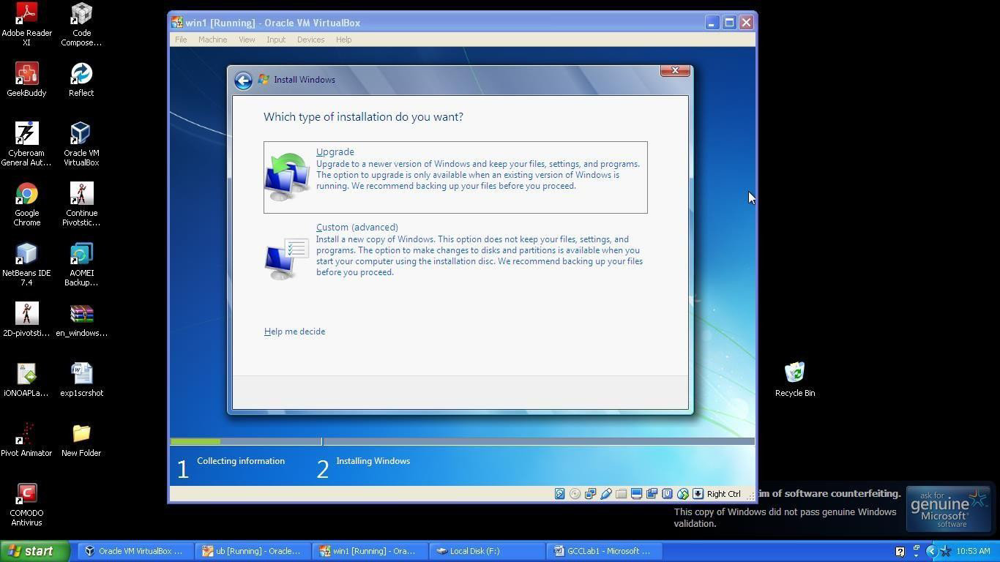 Adobe Reader XI
Code Compose...
GeekBuddy
Reflect
Cyberoam General Aut...
Oracle VM VirtualBox
Google Chrome
Continue Pivotstic...
NetBeans IDE 7.4
AOMEI Backup...
2D-pivotsti...
en_windows...
iONOAPLa...
exp1scrshot
Pivot Animator
New Folder
COMODO Antivirus
win1 [Running] - Oracle VM VirtualBox
File Machine View Input Devices Help
Install Windows
Which type of installation do you want?
Upgrade
Upgrade to a newer version of Windows and keep your files, settings, and programs.
The option to upgrade is only available when an existing version of Windows is
running. We recommend backing up your files before you proceed.
Custom (advanced)
Install a new copy of Windows. This option does not keep your files, settings, and
programs. The option to make changes to disks and partitions is available when you
start your computer using the installation disc. We recommend backing up your files
before you proceed.
Help me decide
1 Collecting information
2 Installing Windows
Right Ctrl
Recycle Bin
tim of software counterfeiting.
This copy of Windows did not pass genuine Windows
validation.
ask for
genuine
Microsoft
software
start
Oracle VM VirtualBox ...
ub [Running] - Oracle...
win1 [Running] - Ora...
Local Disk (F:)
GCCLab1 - Microsoft ...
10:53 AM